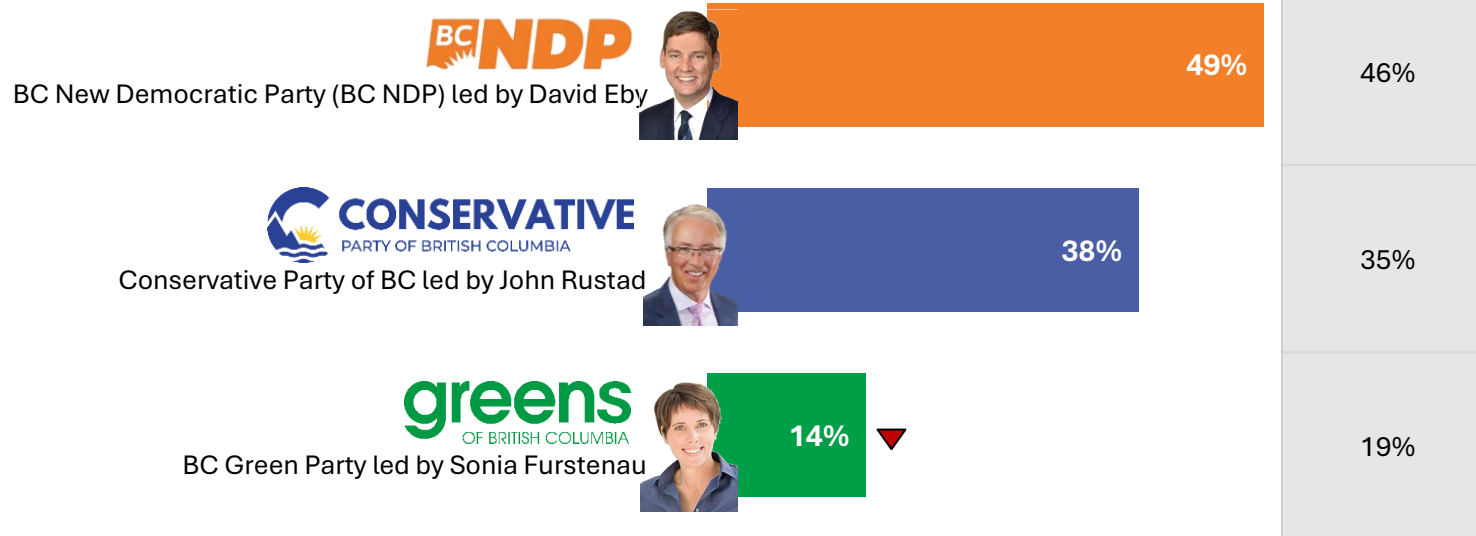 BC NDP
49%
46%
BC New Democratic Party (BC NDP) led by David Eby
CONSERVATIVE
PARTY OF BRITISH COLUMBIA
38%
35%
Conservative Party of BC led by John Rustad
greens
OF BRITISH COLUMBIA
14%
19%
BC Green Party led by Sonia Furstenau